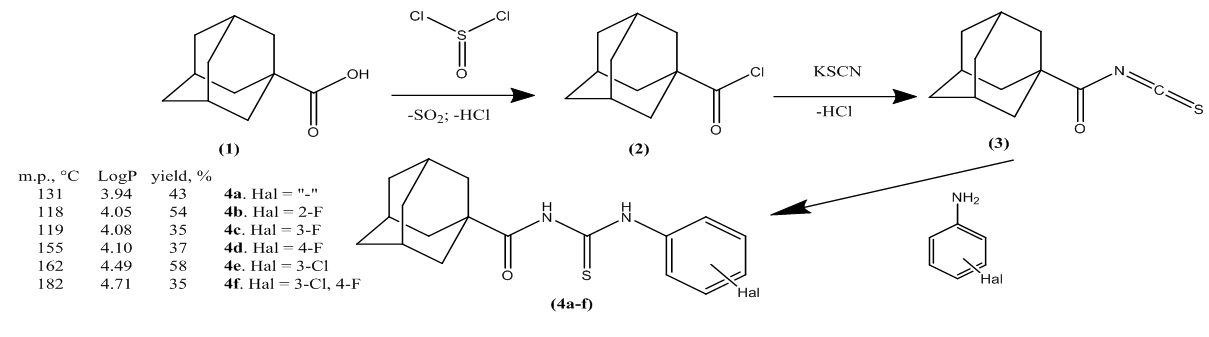 Cl Cl
S
O
OH
O
-SO2; -HCl
(1)
Cl
O
(2)
KSCN
-HCl
N
C
S
O
(3)
m.p., °C LogP yield, %
131 3.94 43 4a. Hal = "-"
118 4.05 54 4b. Hal = 2-F
119 4.08 35 4c. Hal = 3-F
155 4.10 37 4d. Hal = 4-F
162 4.49 58 4e. Hal = 3-Cl
182 4.71 35 4f. Hal = 3-Cl, 4-F
H H
N N
O S
Hal
(4a-f)
NH2
Hal